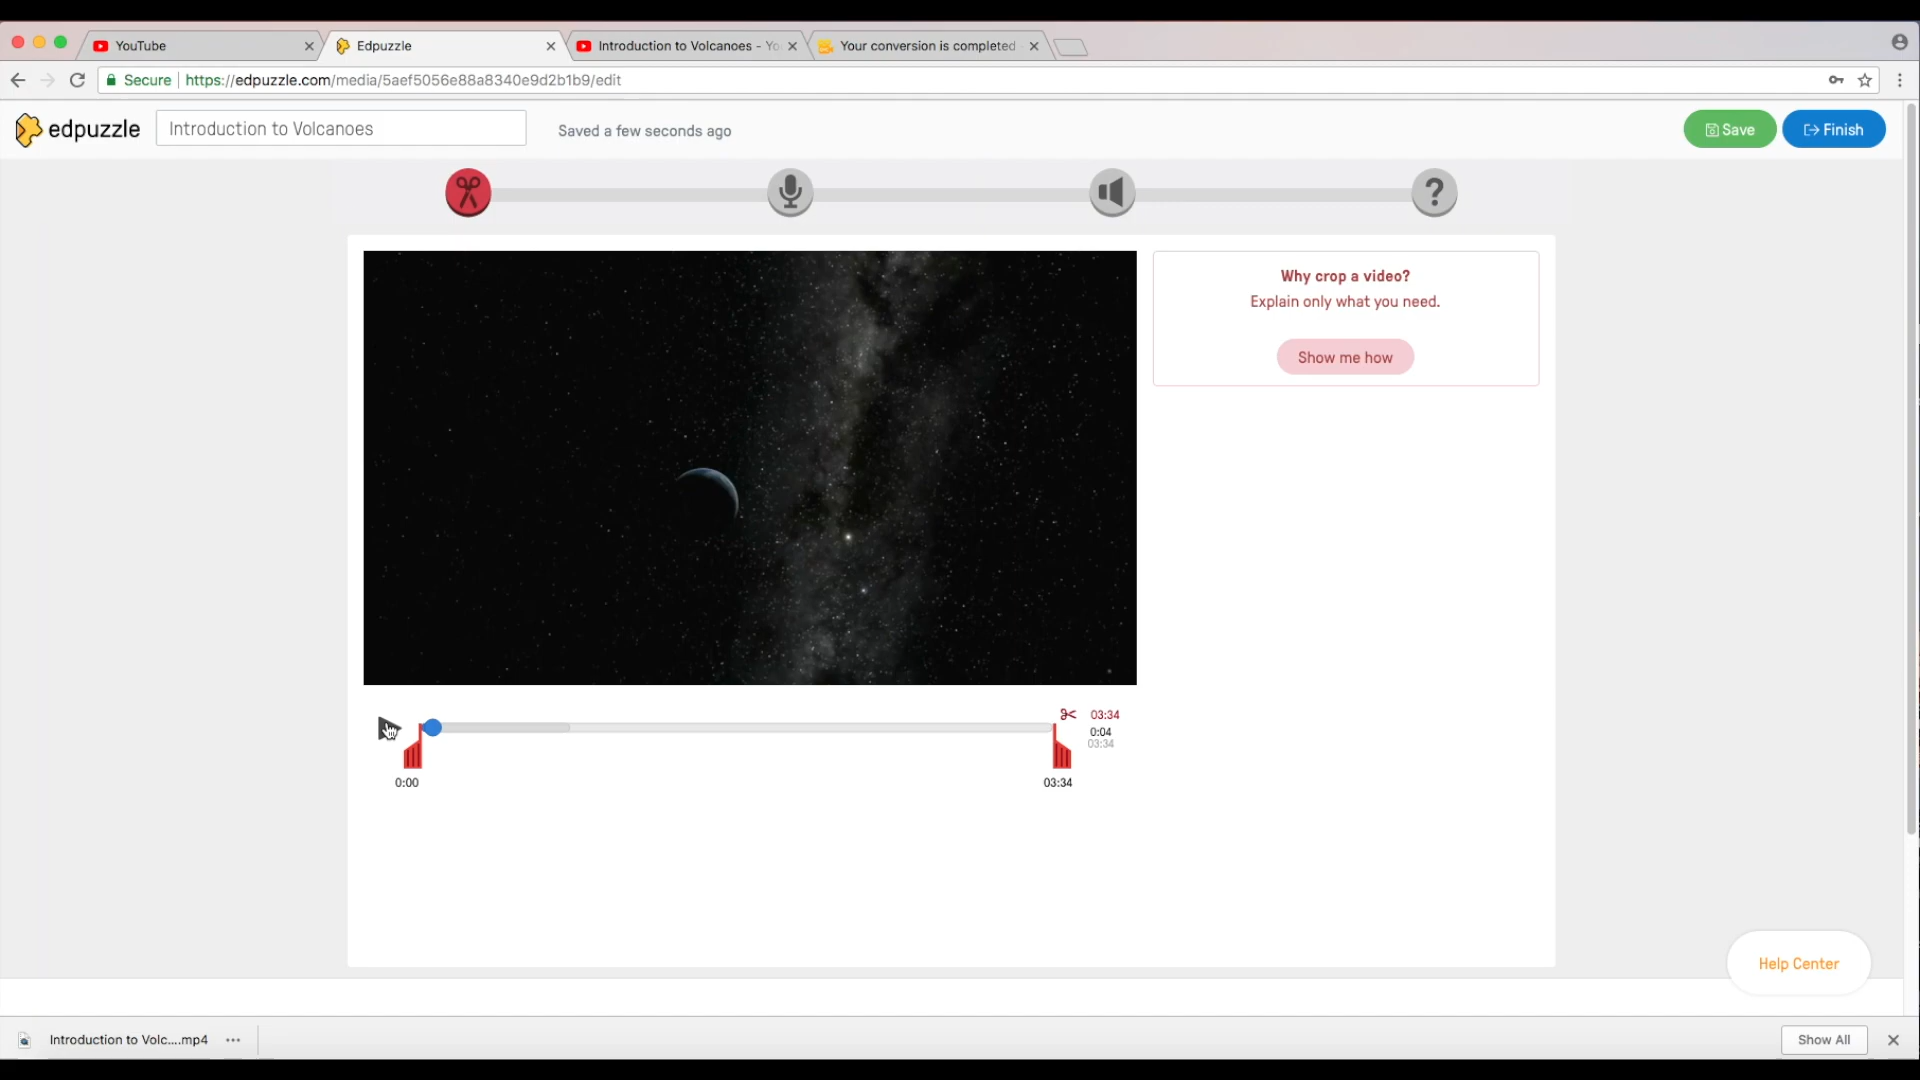 YouTube
Edpuzzle
Introduction to Volcanoes - Yo
Your conversion is completed
Secure https://edpuzzle.com/media/5aef5056e88a8340e9d2b1b9/edit
edpuzzle
Introduction to Volcanoes
Saved a few seconds ago
Save
Finish
?
Why crop a video?
Explain only what you need.
Show me how
03:34
0:04
03:34
0:00
03:34
Help Center
Introduction to Volc....mp4
Show All